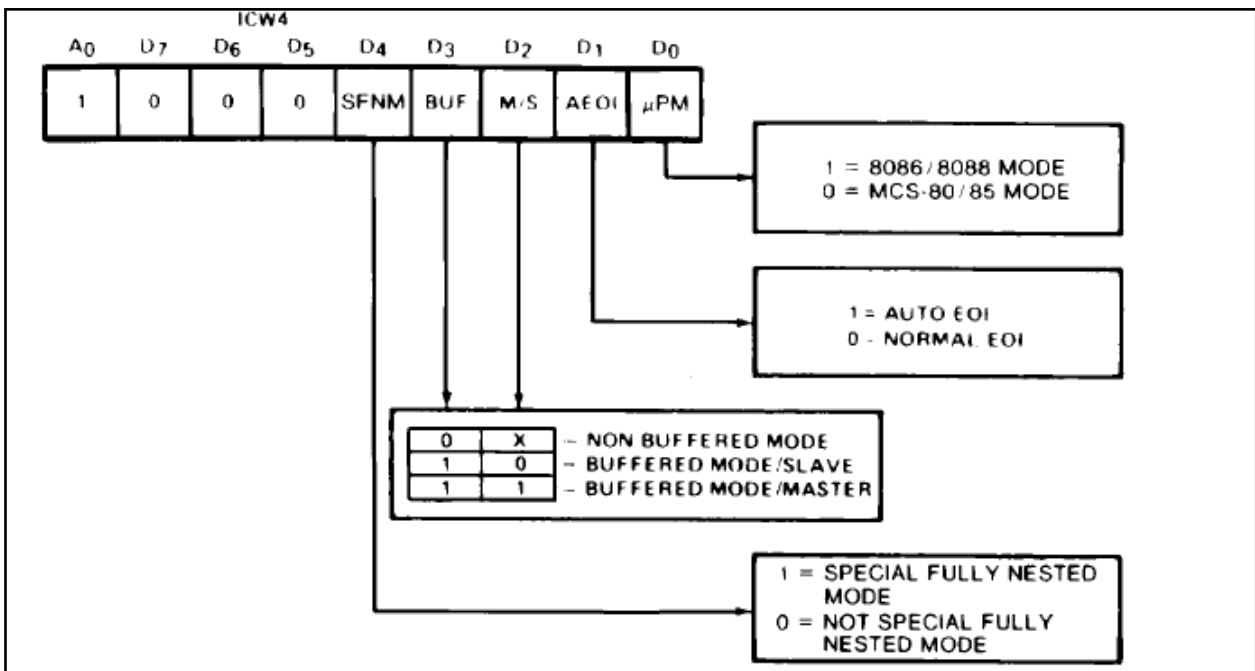 ICW4
A0 D7 D6 D5 D4 D3 D2 D1 D0
1 0 0 0 SFNM BUF M/S AEOI µPM
1 = 8086/8088 MODE
0 = MCS-80/85 MODE
1 = AUTO EOI
0 - NORMAL EOI
0 X - NON BUFFERED MODE
1 0 - BUFFERED MODE/SLAVE
1 1 - BUFFERED MODE/MASTER
1 = SPECIAL FULLY NESTED
MODE
0 = NOT SPECIAL FULLY
NESTED MODE